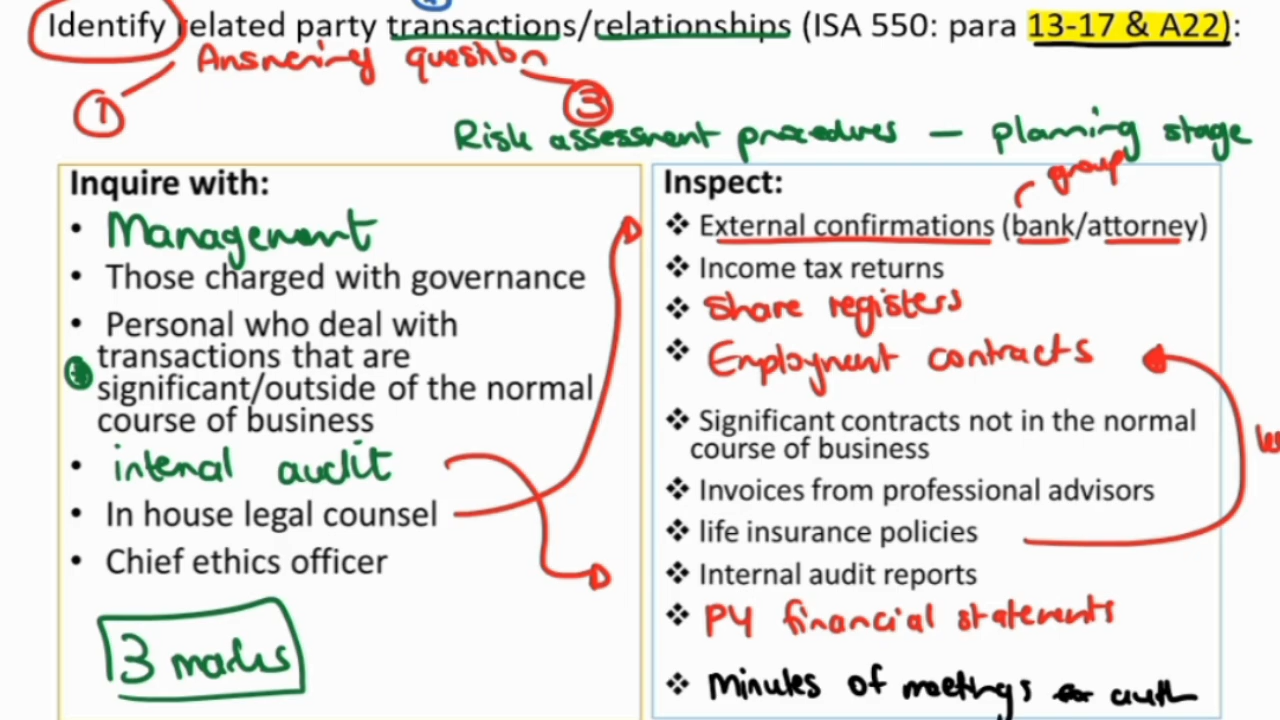 Identify related party transactions/relationships (ISA 550: para 13-17 & A22):
Answering question
1
3
Risk assessment procedures — planning stage
group
Inquire with:
• Management
• Those charged with governance
• Personal who deal with
transactions that are
significant/outside of the normal
course of business
• internal audit
• In house legal counsel
• Chief ethics officer
3 marks
Inspect:
❖ External confirmations (bank/attorney)
❖ Income tax returns
❖ Share registers
❖ Employment contracts
❖ Significant contracts not in the normal
course of business
❖ Invoices from professional advisors
❖ life insurance policies
❖ Internal audit reports
❖ PY financial statements
❖ Minutes of meetings auth